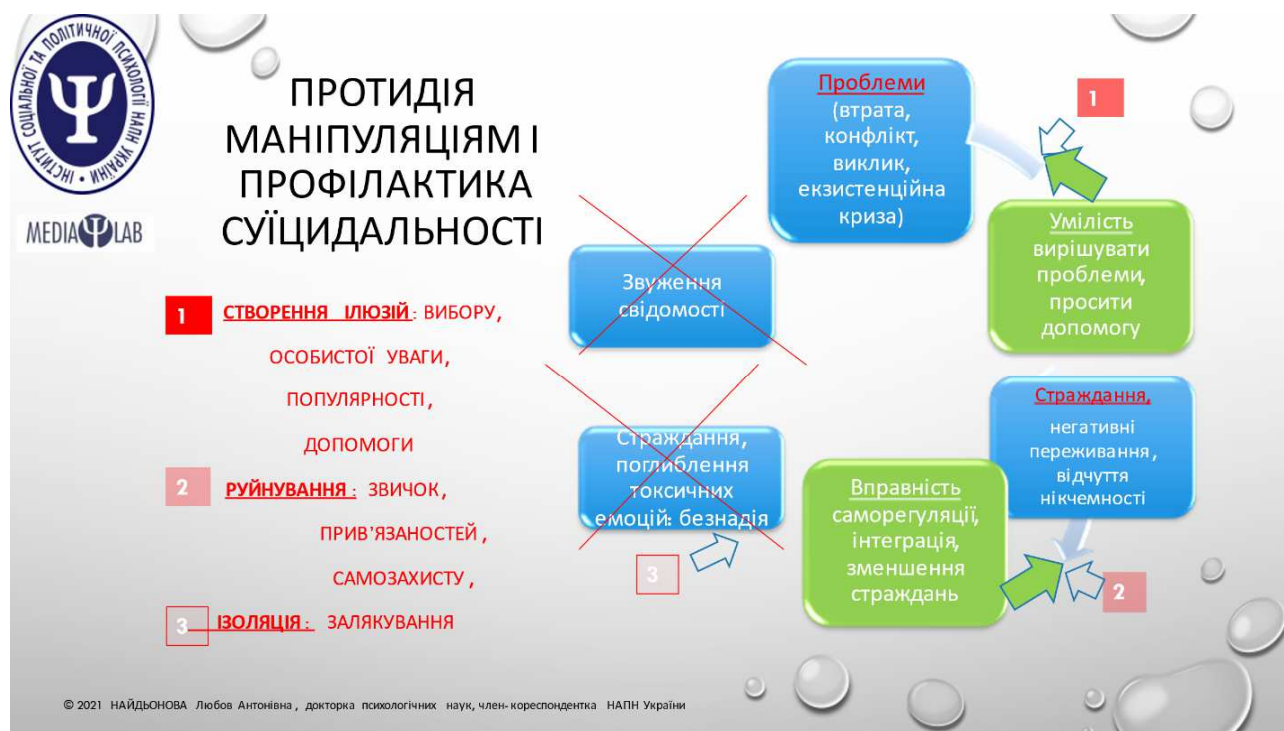 ІНСТИТУТ СОЦІАЛЬНОЇ ТА ПОЛІТИЧНОЇ ПСИХОЛОГІЇ НАПН УКРАЇНИ
MEDIA LAB
ПРОТИДІЯ
МАНІПУЛЯЦІЯМ І
ПРОФІЛАКТИКА
СУЇЦИДАЛЬНОСТІ
1 СТВОРЕННЯ ІЛЮЗІЙ: ВИБОРУ,
ОСОБИСТОЇ УВАГИ,
ПОПУЛЯРНОСТІ,
ДОПОМОГИ
2 РУЙНУВАННЯ: ЗВИЧОК,
ПРИВ’ЯЗАНОСТЕЙ,
САМОЗАХИСТУ,
3 ІЗОЛЯЦІЯ: ЗАЛЯКУВАННЯ
Проблеми
(втрата,
конфлікт,
виклик,
екзистенційна
криза)
1
Умілість
вирішувати
проблеми,
просити
допомогу
Страждання,
негативні
переживання,
відчуття
нікчемності
2
Вправність
саморегуляції,
інтеграція,
зменшення
страждань
Страждання,
поглиблення
токсичних
емоцій: безнадія
3
Звуження
свідомості
© 2021 НАЙДЬОНОВА Любов Антонівна, докторка психологічних наук, член-кореспондентка НАПН України